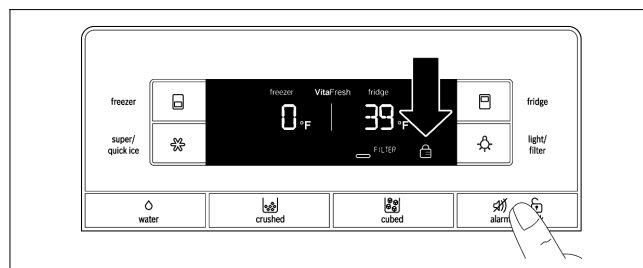 freezer VitaFresh fridge
freezer 0 °F 39 °F fridge
super/ light/
quick ice FILTER filter
water crushed cubed alarm